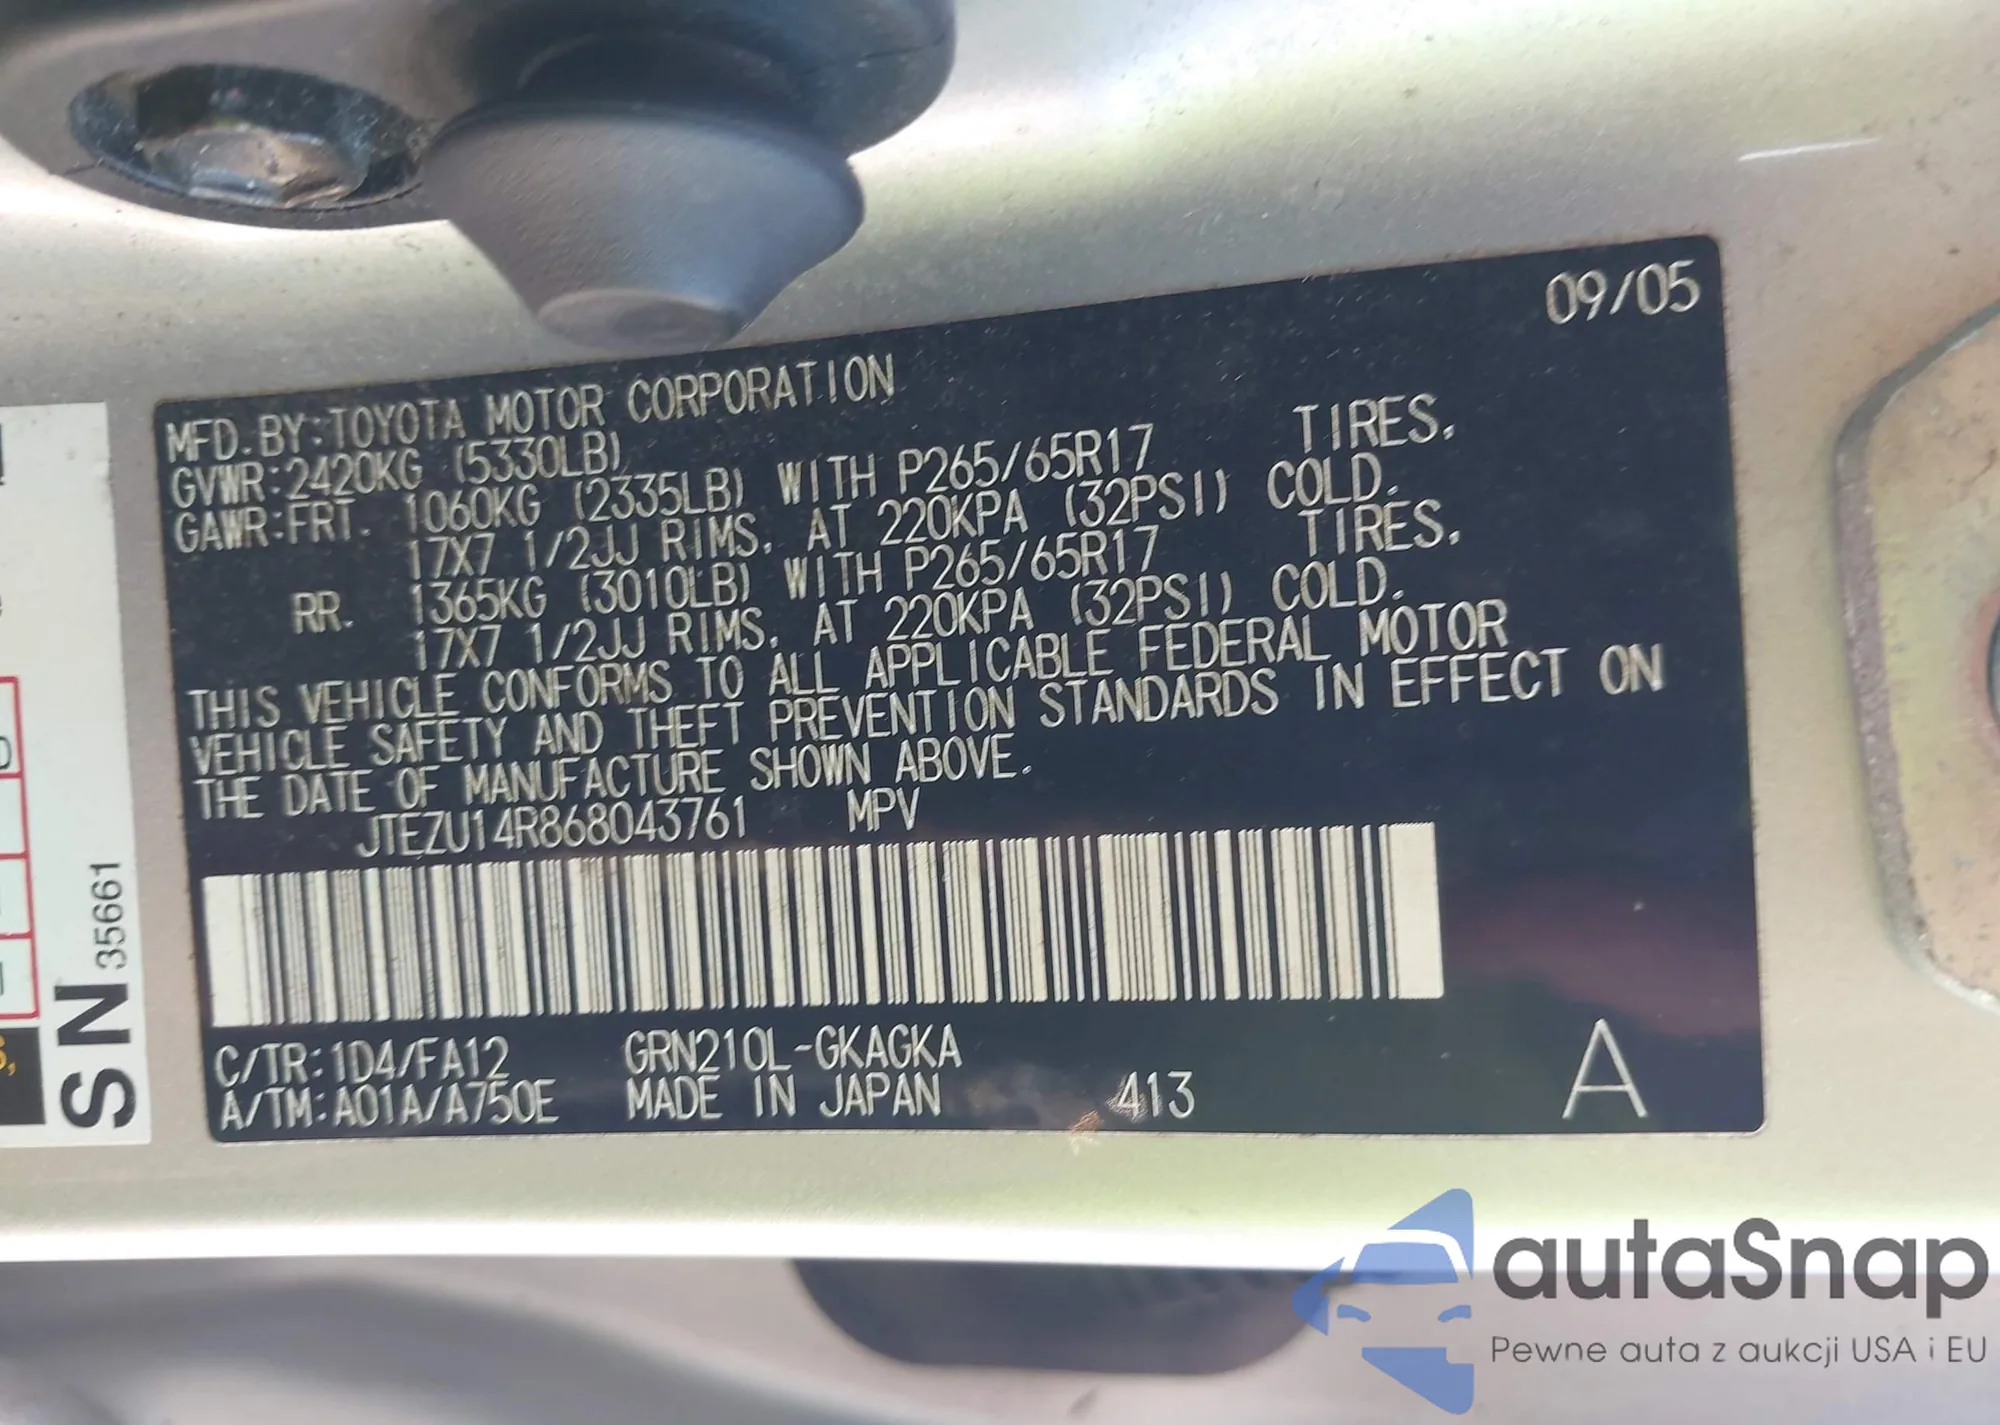 09/05
MFD.BY:TOYOTA MOTOR CORPORATION
GVWR:2420KG (5330LB)
GAWR:FRT. 1060KG (2335LB) WITH P265/65R17 TIRES,
17X7 1/2JJ RIMS, AT 220KPA (32PSI) COLD.
RR. 1365KG (3010LB) WITH P265/65R17 TIRES,
17X7 1/2JJ RIMS, AT 220KPA (32PSI) COLD.
THIS VEHICLE CONFORMS TO ALL APPLICABLE FEDERAL MOTOR
VEHICLE SAFETY AND THEFT PREVENTION STANDARDS IN EFFECT ON
THE DATE OF MANUFACTURE SHOWN ABOVE.
JTEZU14R868043761 MPV
C/TR:1D4/FA12 GRN210L-GKAGKA
A/TM:A01A/A750E MADE IN JAPAN 413
A
SN 35661
autaSnap
Pewne auta z aukcji USA i EU